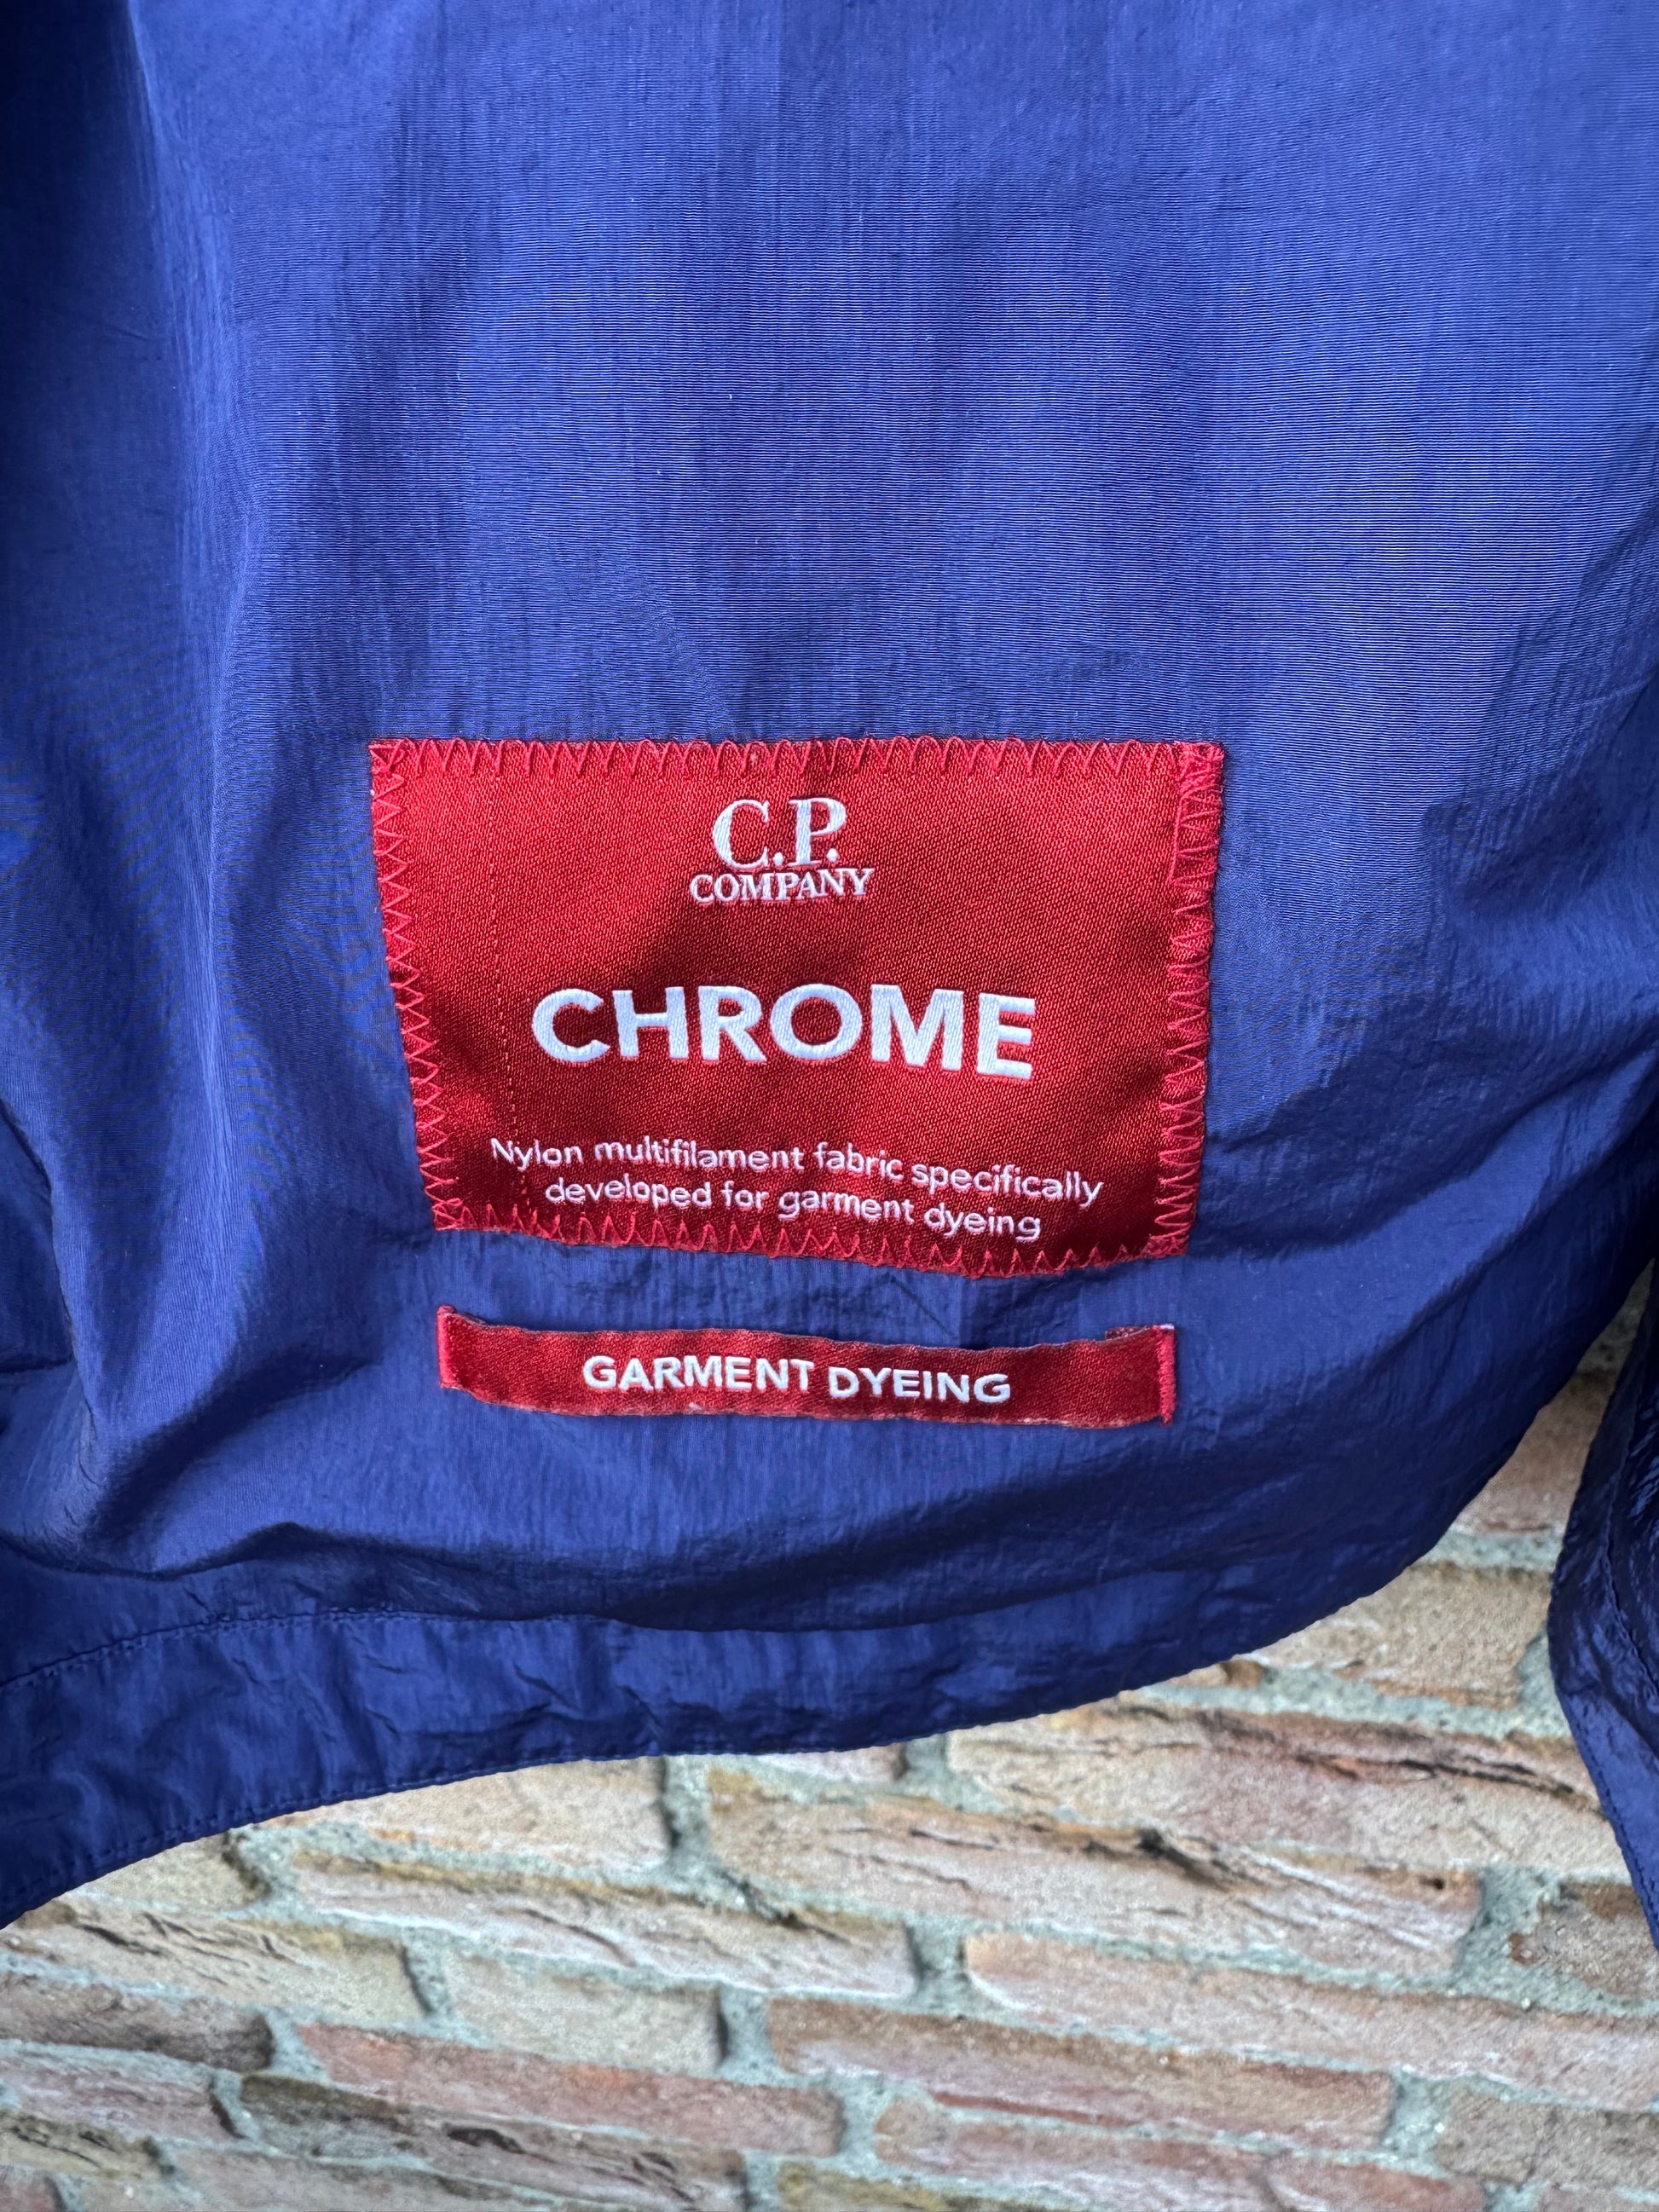 C.P.
COMPANY
CHROME
Nylon multifilament fabric specifically
developed for garment dyeing
GARMENT DYEING